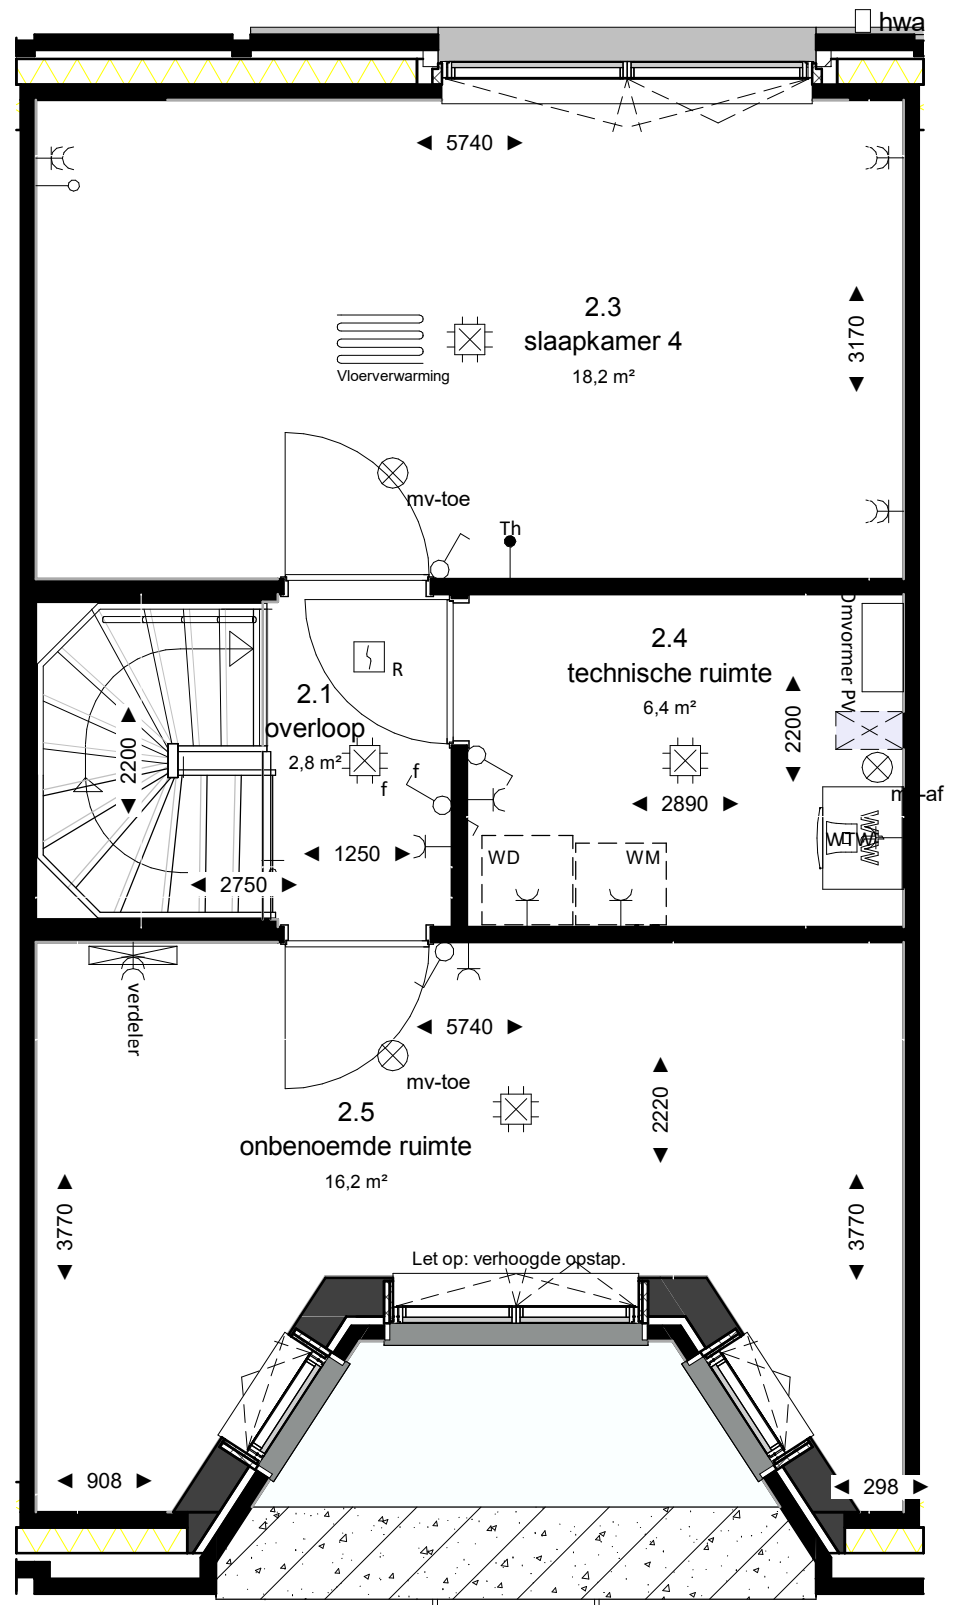 hwa
5740
2.3
slaapkamer 4
18,2 m²
3170
Vloerverwarming
mv-toe
Th
2.4
technische ruimte
6,4 m²
Omvormer PV
R
2.1
overloop
2,8 m²
2200
2200
f
f
2890
WTW
WD
WM
1250
2750
verdeler
5740
mv-toe
2.5
onbenoemde ruimte
16,2 m²
2220
3770
3770
Let op: verhoogde opstap.
908
298